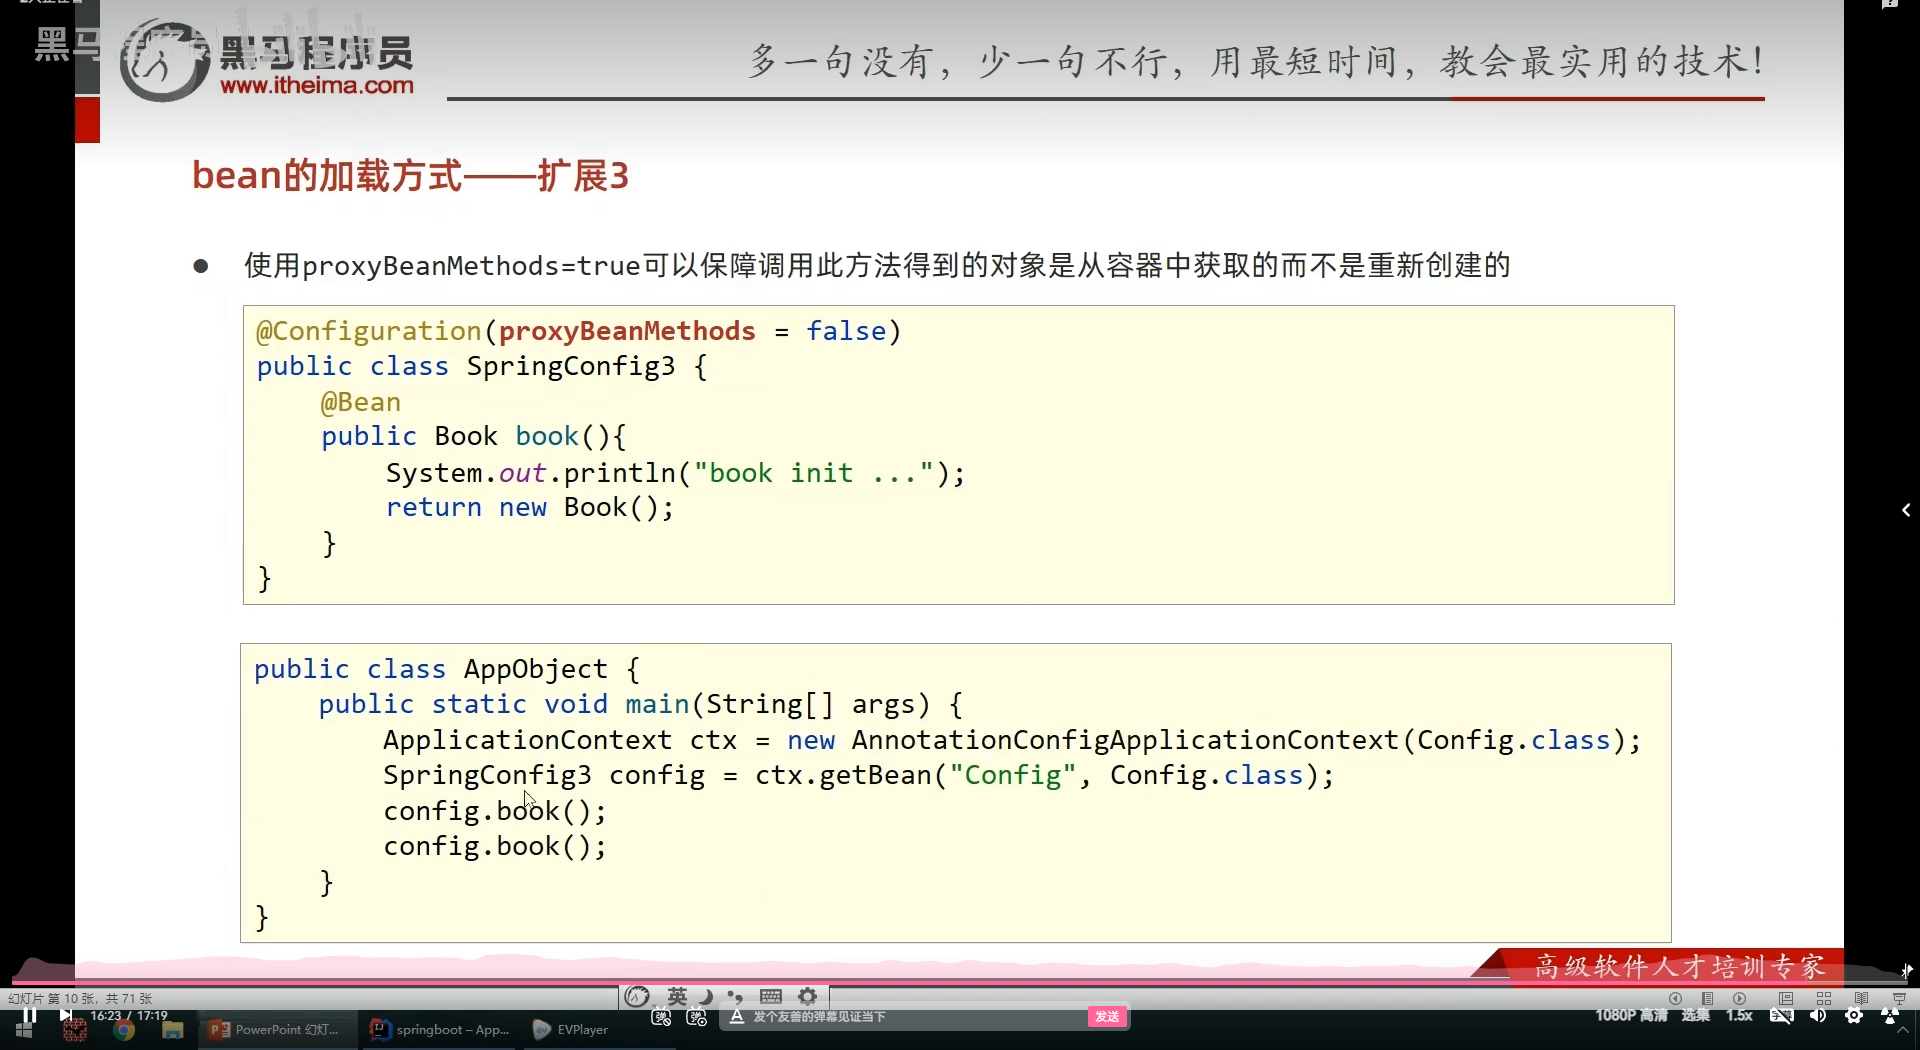 黑马程序员
www.itheima.com
多一句没有，少一句不行，用最短时间，教会最实用的技术！
bean的加载方式——扩展3
● 使用proxyBeanMethods=true可以保障调用此方法得到的对象是从容器中获取的而不是重新创建的
@Configuration(proxyBeanMethods = false)
public class SpringConfig3 {
    @Bean
    public Book book(){
        System.out.println("book init ...");
        return new Book();
    }
}
public class AppObject {
    public static void main(String[] args) {
        ApplicationContext ctx = new AnnotationConfigApplicationContext(Config.class);
        SpringConfig3 config = ctx.getBean("Config", Config.class);
        config.book();
        config.book();
    }
}
高级软件人才培训专家
幻灯片 第 10 张，共 71 张
英
16:23 / 17:19
发个友善的弹幕见证当下
发送
1080P 高清
选集
1.5x
PowerPoint 幻灯...
springboot – App...
EVPlayer